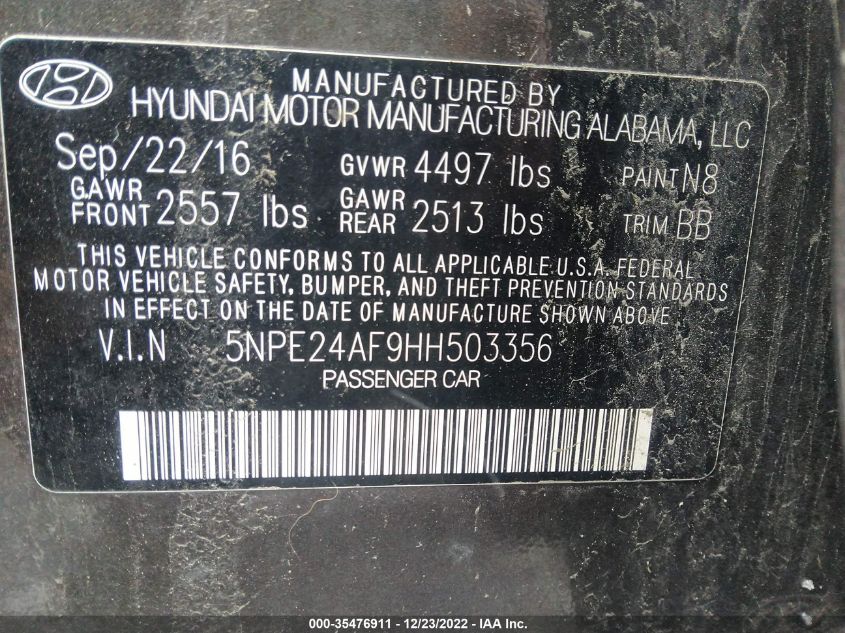 MANUFACTURED BY
HYUNDAI MOTOR MANUFACTURING ALABAMA, LLC
Sep/22/16 GVWR 4497 lbs PAINT N8
GAWR FRONT 2557 lbs GAWR REAR 2513 lbs TRIM BB
THIS VEHICLE CONFORMS TO ALL APPLICABLE U.S.A. FEDERAL
MOTOR VEHICLE SAFETY, BUMPER, AND THEFT PREVENTION STANDARDS
IN EFFECT ON THE DATE OF MANUFACTURE SHOWN ABOVE
V.I.N 5NPE24AF9HH503356
PASSENGER CAR
000-35476911 - 12/23/2022 - IAA Inc.